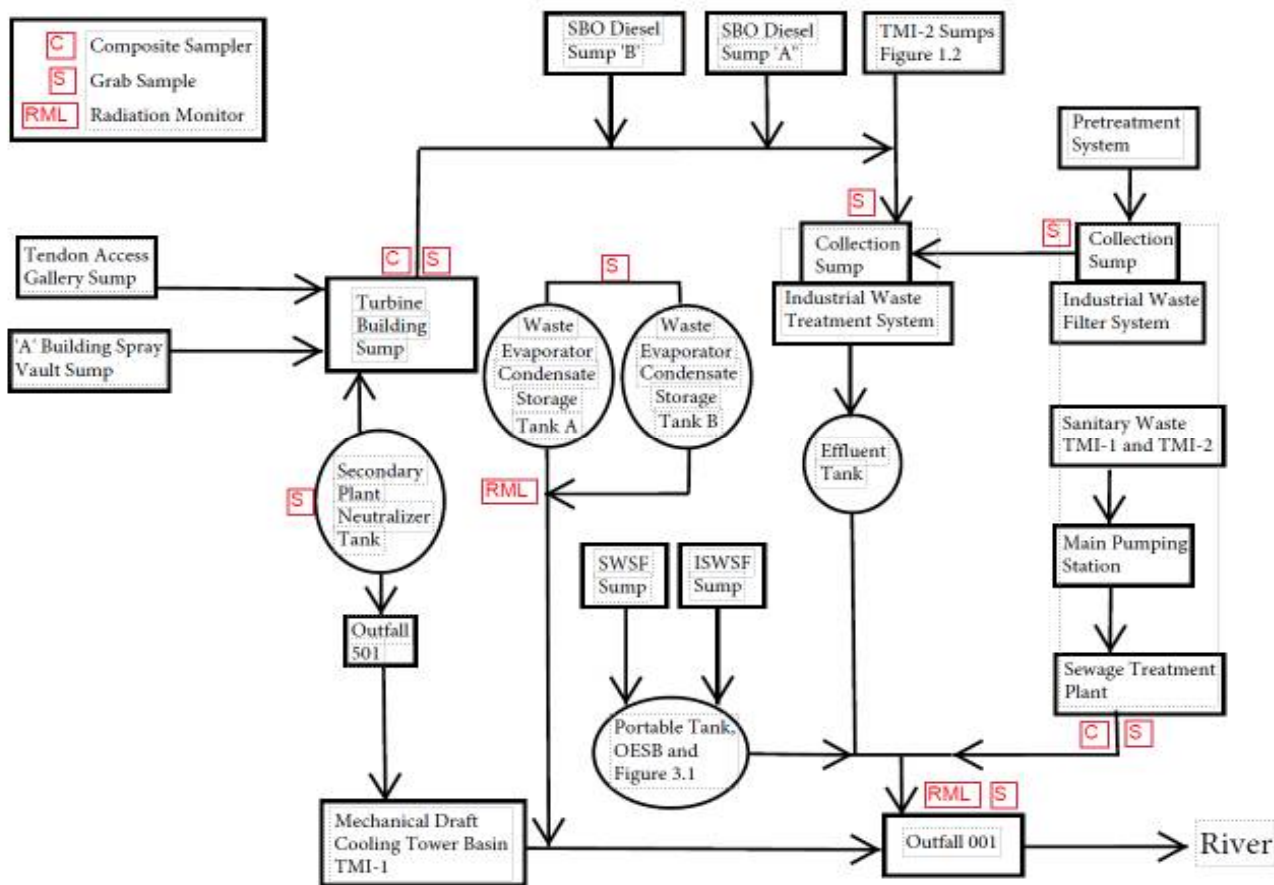 C Composite Sampler
S Grab Sample
RML Radiation Monitor
SBO Diesel
Sump 'B'
SBO Diesel
Sump 'A"
TMI-2 Sumps
Figure 1.2
Pretreatment
System
Tendon Access
Gallery Sump
'A' Building Spray
Vault Sump
C S
Turbine
Building
Sump
S
Waste
Evaporator
Condensate
Storage
Tank A
Waste
Evaporator
Condensate
Storage
Tank B
S
Collection
Sump
Industrial Waste
Treatment System
S
Collection
Sump
Industrial Waste
Filter System
S
Secondary
Plant
Neutralizer
Tank
RML
Effluent
Tank
Sanitary Waste
TMI-1 and TMI-2
Main Pumping
Station
SWSF
Sump
ISWSF
Sump
Outfall
501
Sewage Treatment
Plant
C S
Portable Tank,
OESB and
Figure 3.1
Mechanical Draft
Cooling Tower Basin
TMI-1
RML S
Outfall 001
River